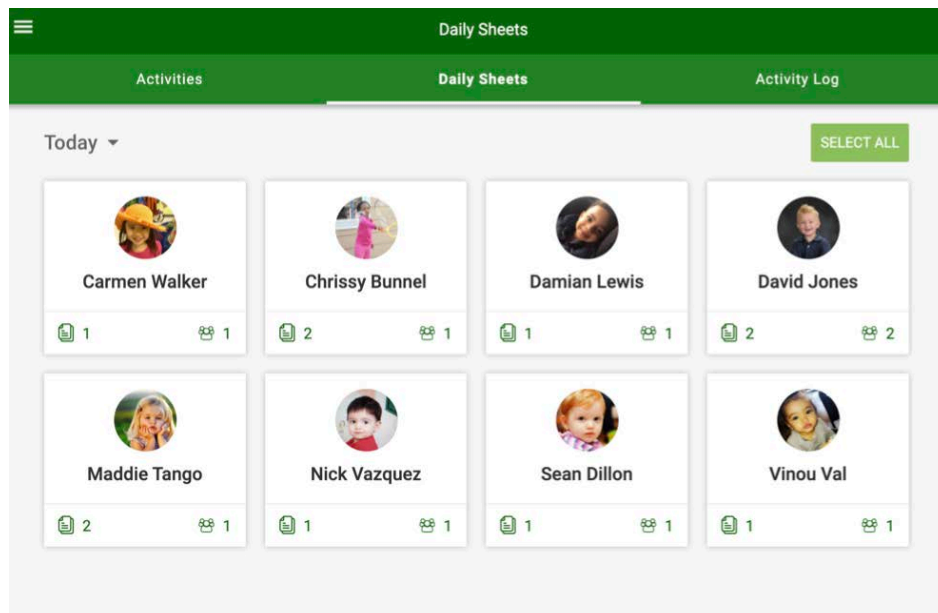 Daily Sheets
Activities Daily Sheets Activity Log
Today SELECT ALL
Carmen Walker Chrissy Bunnel Damian Lewis David Jones
1 1 2 1 1 1 2 2
Maddie Tango Nick Vazquez Sean Dillon Vinou Val
2 1 1 1 1 1 1 1